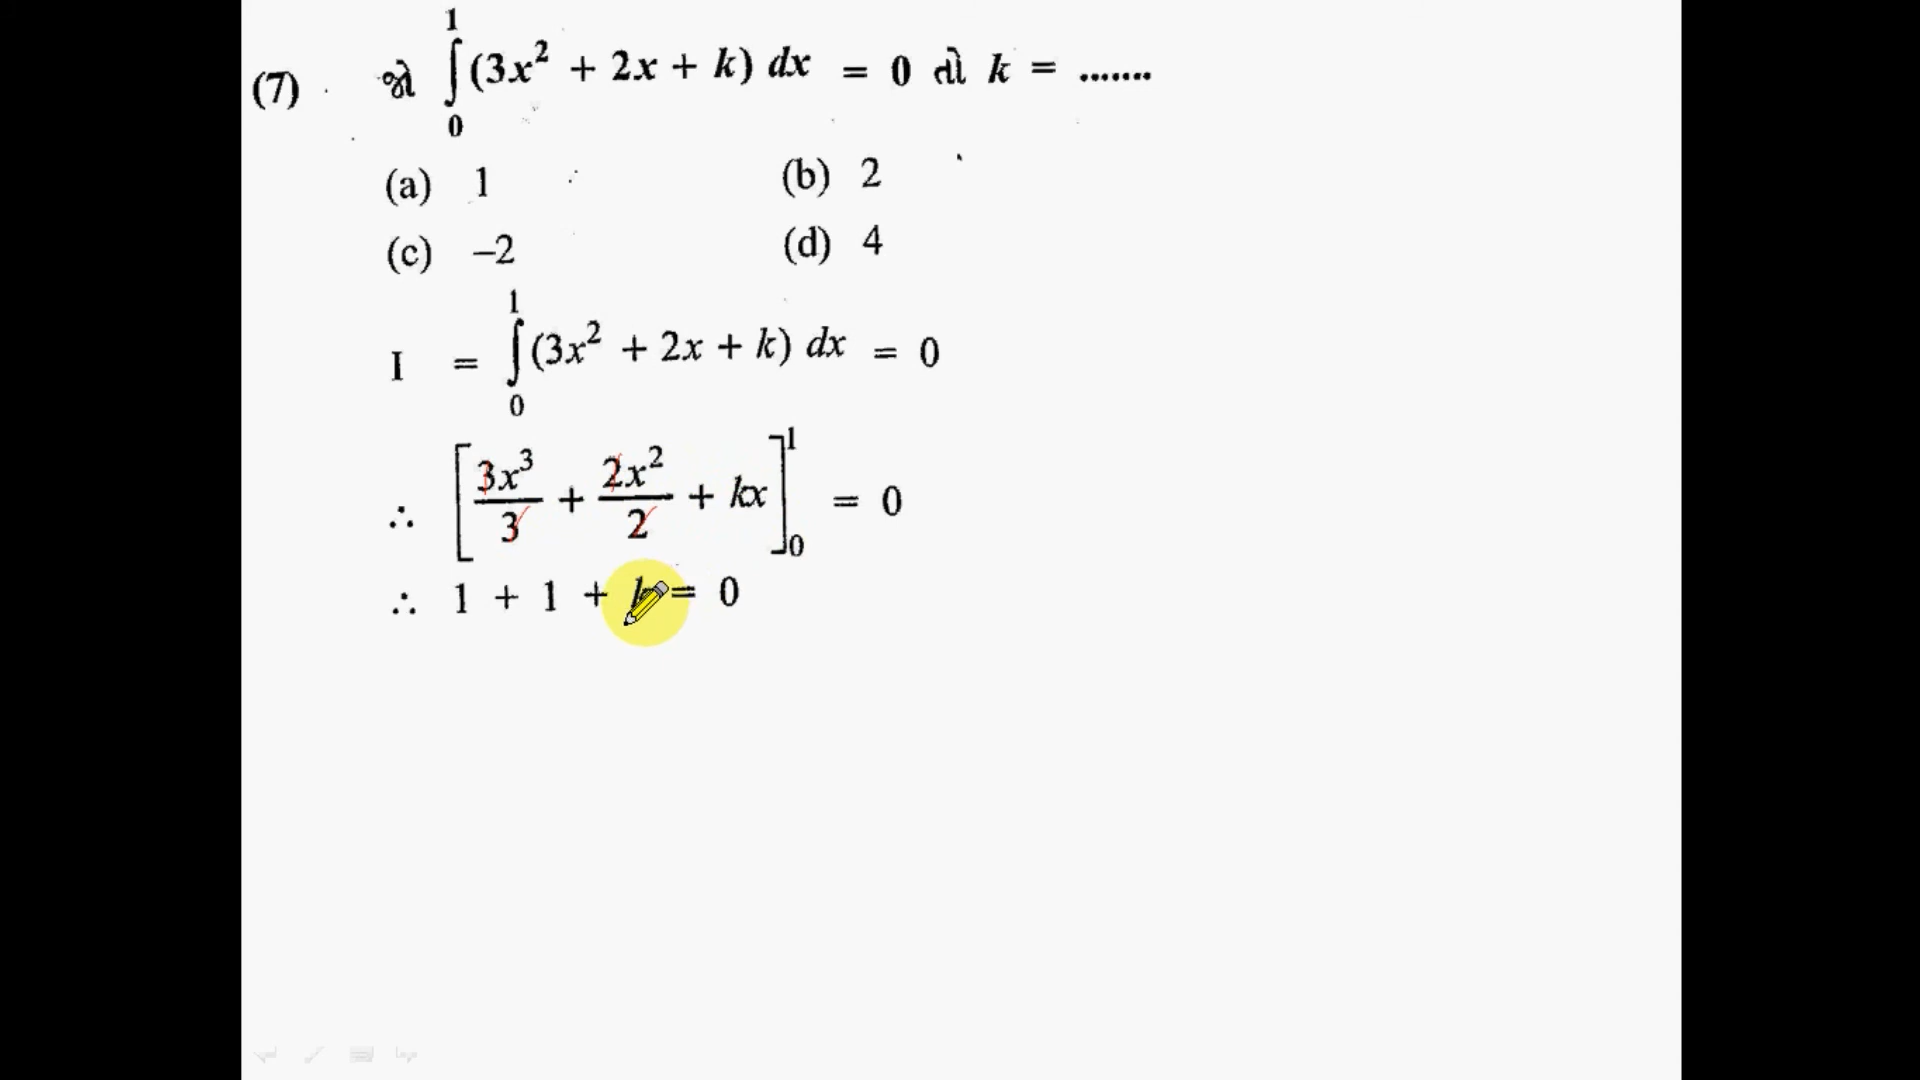 (7) જો ∫₀¹ (3x² + 2x + k) dx = 0 તો k = .......
(a) 1 (b) 2
(c) –2 (d) 4
I = ∫₀¹ (3x² + 2x + k) dx = 0
∴ [3x³/3 + 2x²/2 + kx]₀¹ = 0
∴ 1 + 1 + k = 0